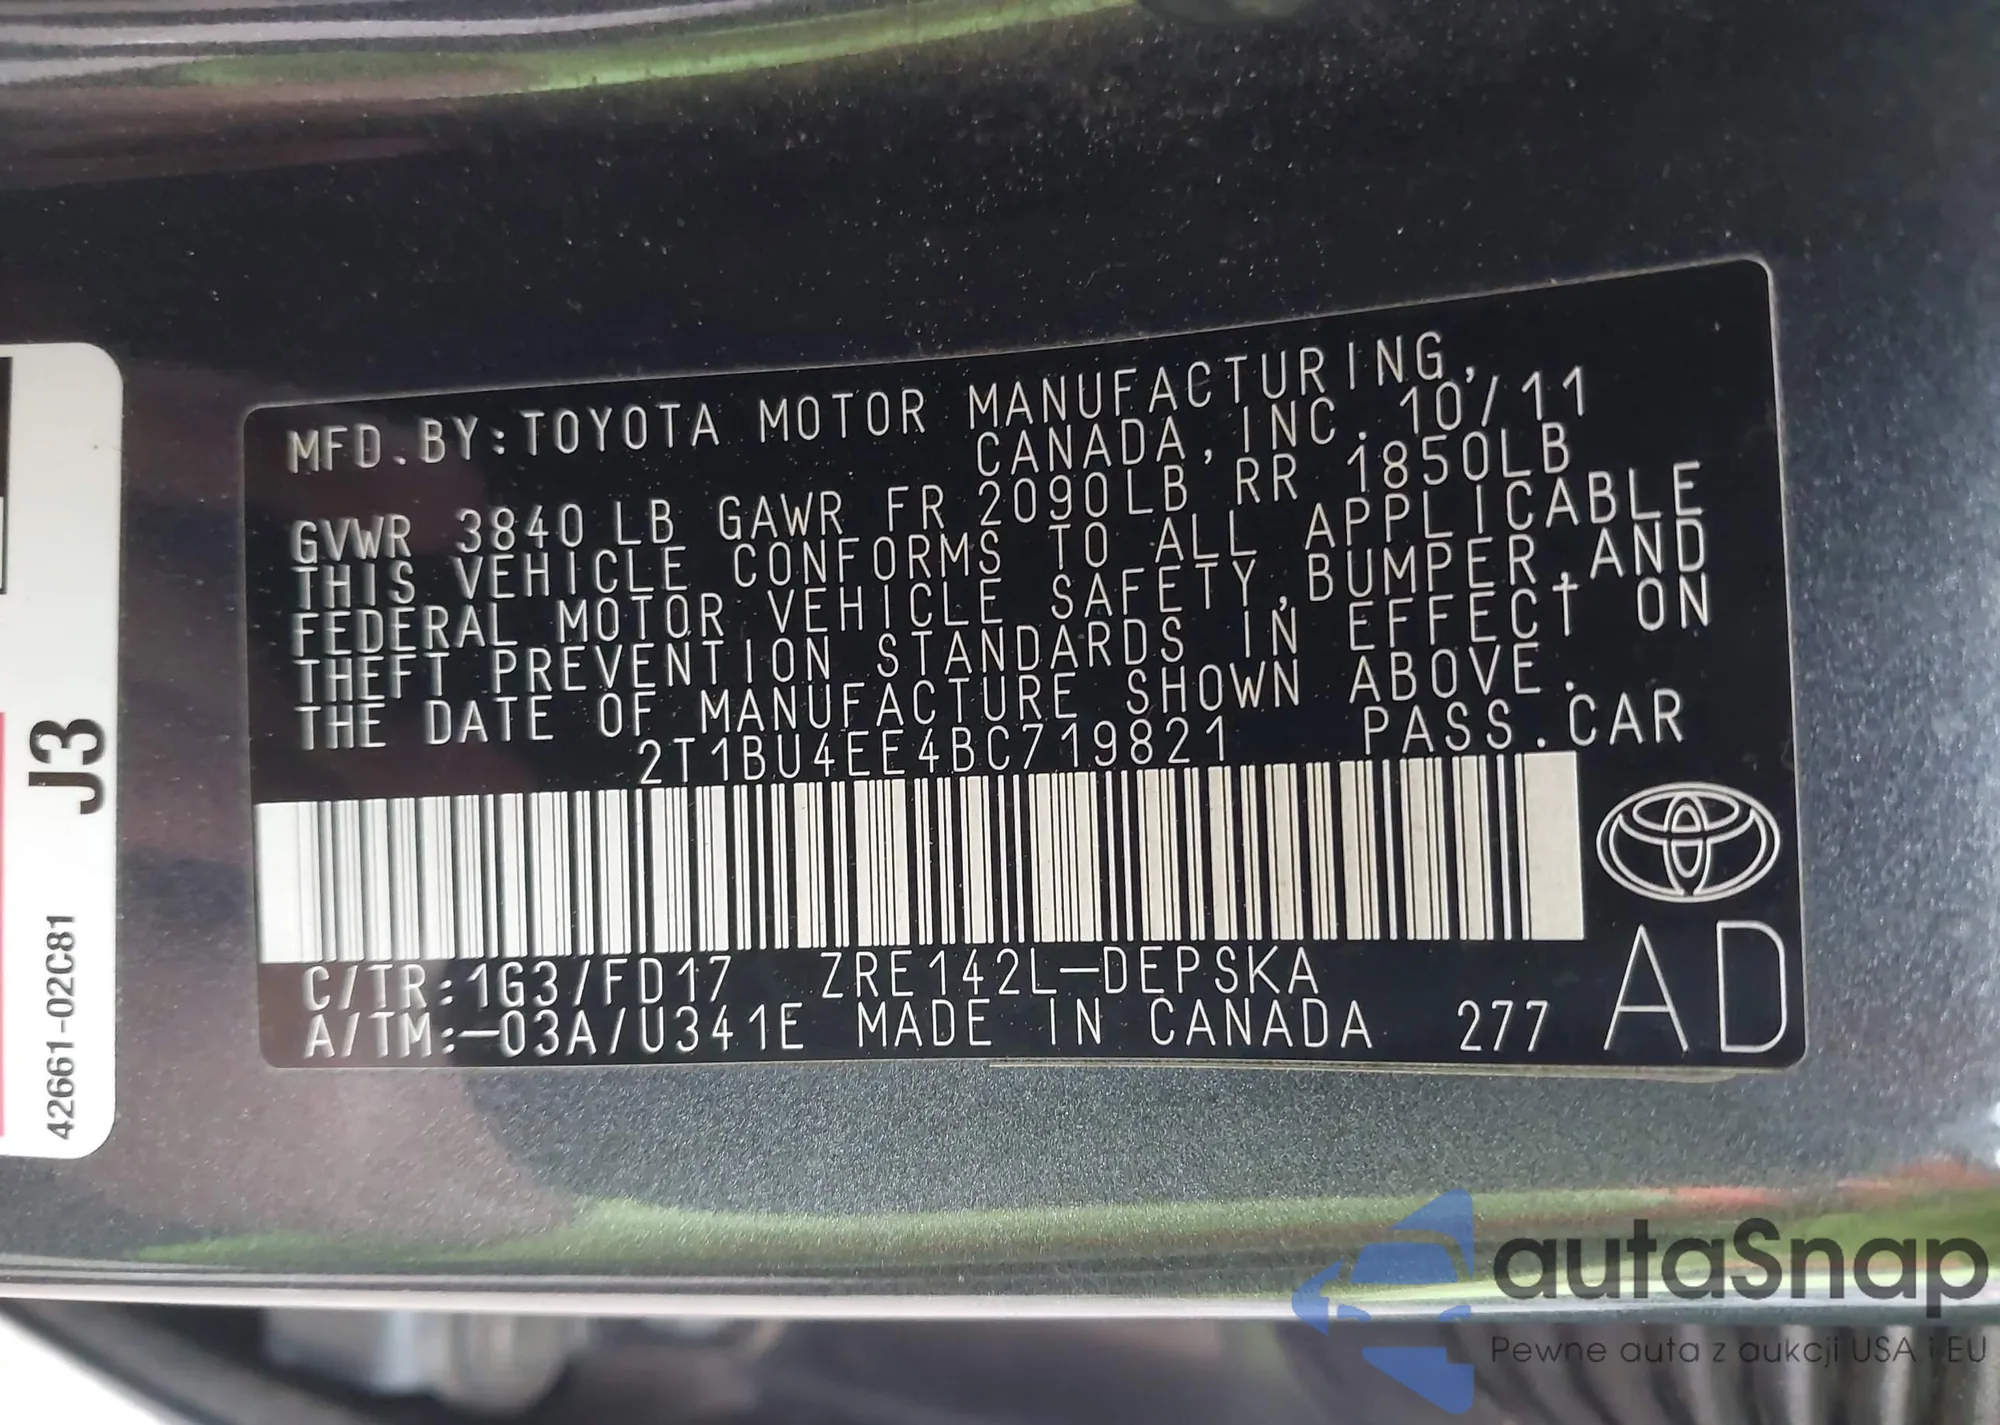 MFD.BY:TOYOTA MOTOR MANUFACTURING,
CANADA,INC. 10/11
GVWR 3840 LB GAWR FR 2090LB RR 1850LB
THIS VEHICLE CONFORMS TO ALL APPLICABLE
FEDERAL MOTOR VEHICLE SAFETY,BUMPER,AND
THEFT PREVENTION STANDARDS IN EFFECT ON
THE DATE OF MANUFACTURE SHOWN ABOVE.
2T1BU4EE4BC719821 PASS.CAR
C/TR:1G3/FD17 ZRE142L-DEPSKA
A/TM:-03A/U341E MADE IN CANADA 277
AD
J3
42661-02C81
autaSnap
Pewne auta z aukcji USA i EU